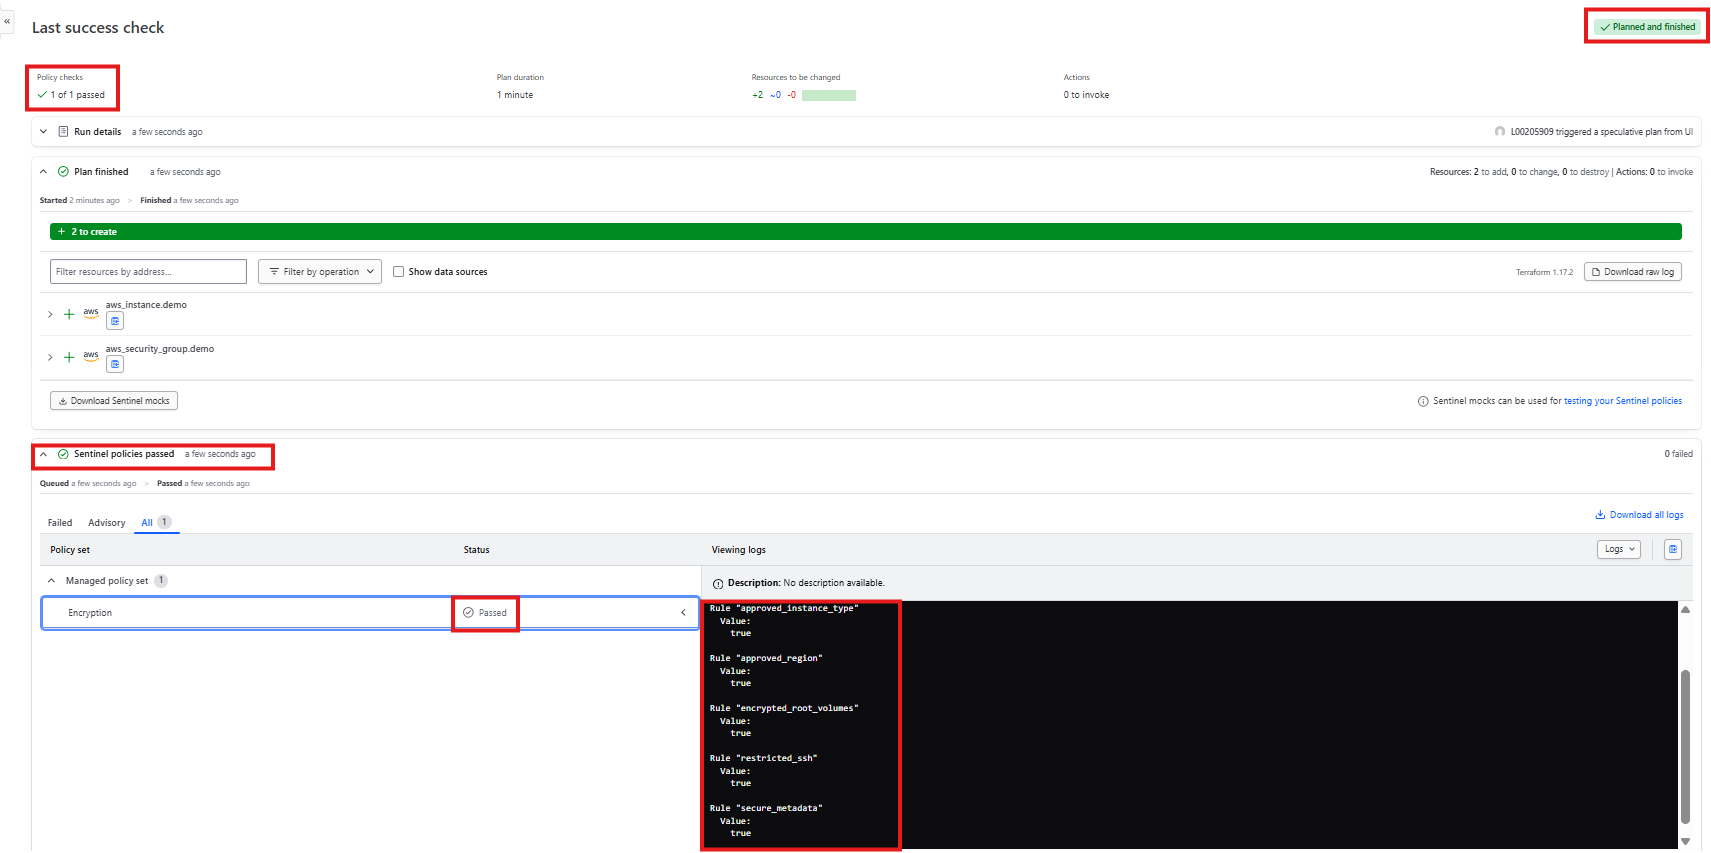 «
Last success check
Planned and finished
Policy checks
1 of 1 passed
Plan duration
1 minute
Resources to be changed
+2 ~0 -0
Actions
0 to invoke
Run details a few seconds ago
L00205909 triggered a speculative plan from UI
Plan finished a few seconds ago
Resources: 2 to add, 0 to change, 0 to destroy | Actions: 0 to invoke
Started 2 minutes ago > Finished a few seconds ago
+ 2 to create
Filter resources by address...
Filter by operation
Show data sources
Terraform 1.17.2
Download raw log
aws
aws_instance.demo
aws
aws_security_group.demo
Download Sentinel mocks
Sentinel mocks can be used for testing your Sentinel policies
Sentinel policies passed a few seconds ago
0 failed
Queued a few seconds ago > Passed a few seconds ago
Failed Advisory All 1
Download all logs
Policy set Status Viewing logs
Logs
Managed policy set 1
Description: No description available.
Encryption Passed
Rule "approved_instance_type"
Value:
true
Rule "approved_region"
Value:
true
Rule "encrypted_root_volumes"
Value:
true
Rule "restricted_ssh"
Value:
true
Rule "secure_metadata"
Value:
true